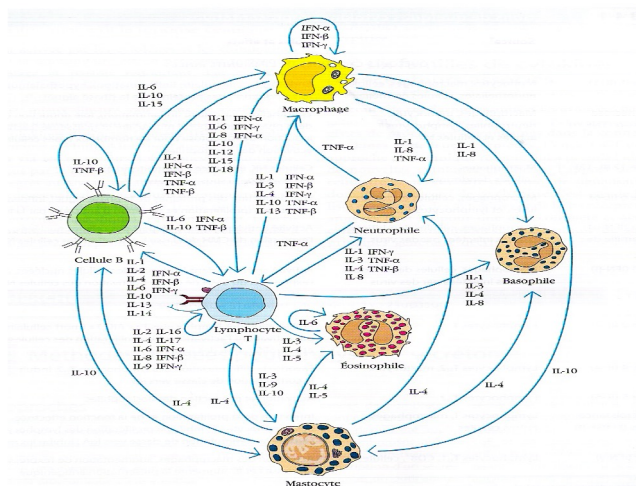 IFN-α
IFN-β
IFN-γ
Macrophage
IL-6
IL-10
IL-15
IL-1 IFN-α
IL-6 IFN-γ
IL-8 IFN-α
IL-10
IL-12
IL-15
IL-18
TNF-α
IL-1
IL-8
TNF-α
IL-1
IL-8
IL-10
TNF-β
IL-1
IFN-α
IFN-β
TNF-α
TNF-β
IL-1 IFN-α
IL-3 IFN-β
IL-4 IFN-γ
IL-10 TNF-α
IL-13 TNF-β
Neutrophile
IL-6 IFN-α
IL-10 TNF-β
Cellule B
TNF-α
IL-1 IFN-γ
IL-3 TNF-α
IL-4 TNF-β
IL 8
Basophile
IL-1
IL-2 IFN-α
IL-4 IFN-β
IL-6 IFN-γ
IL-10
IL-13
IL-14
IL-1
IL-3
IL-4
IL-8
Lymphocyte
T
IL-6
IL-2 IL-16
IL-4 IL-17
IL-6 IFN-α
IL-8 IFN-β
IL-9 IFN-γ
IL-3
IL-4
IL-5
Éosinophile
IL-10
IL-4
IL-4
IL-3
IL-9
IL-10
IL-4
IL-5
IL-4
IL-4
IL-10
Mastocyte